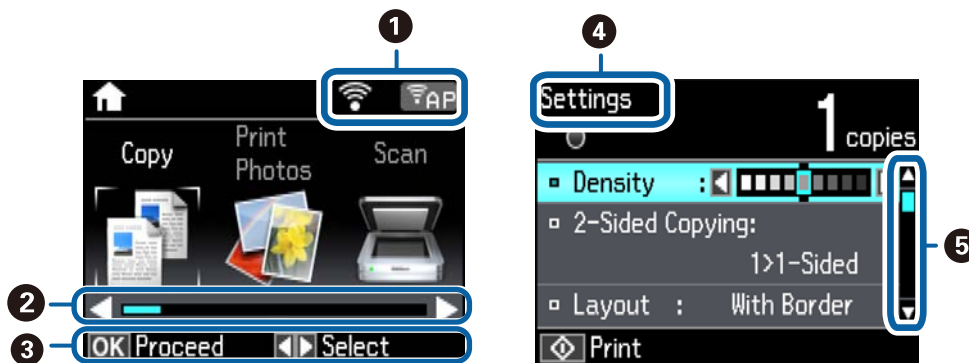 1
4
AP
Settings
1 copies
Copy
Print Photos
Scan
Density :
2-Sided Copying:
1>1-Sided
5
2
Layout : With Border
3
OK Proceed Select
Print